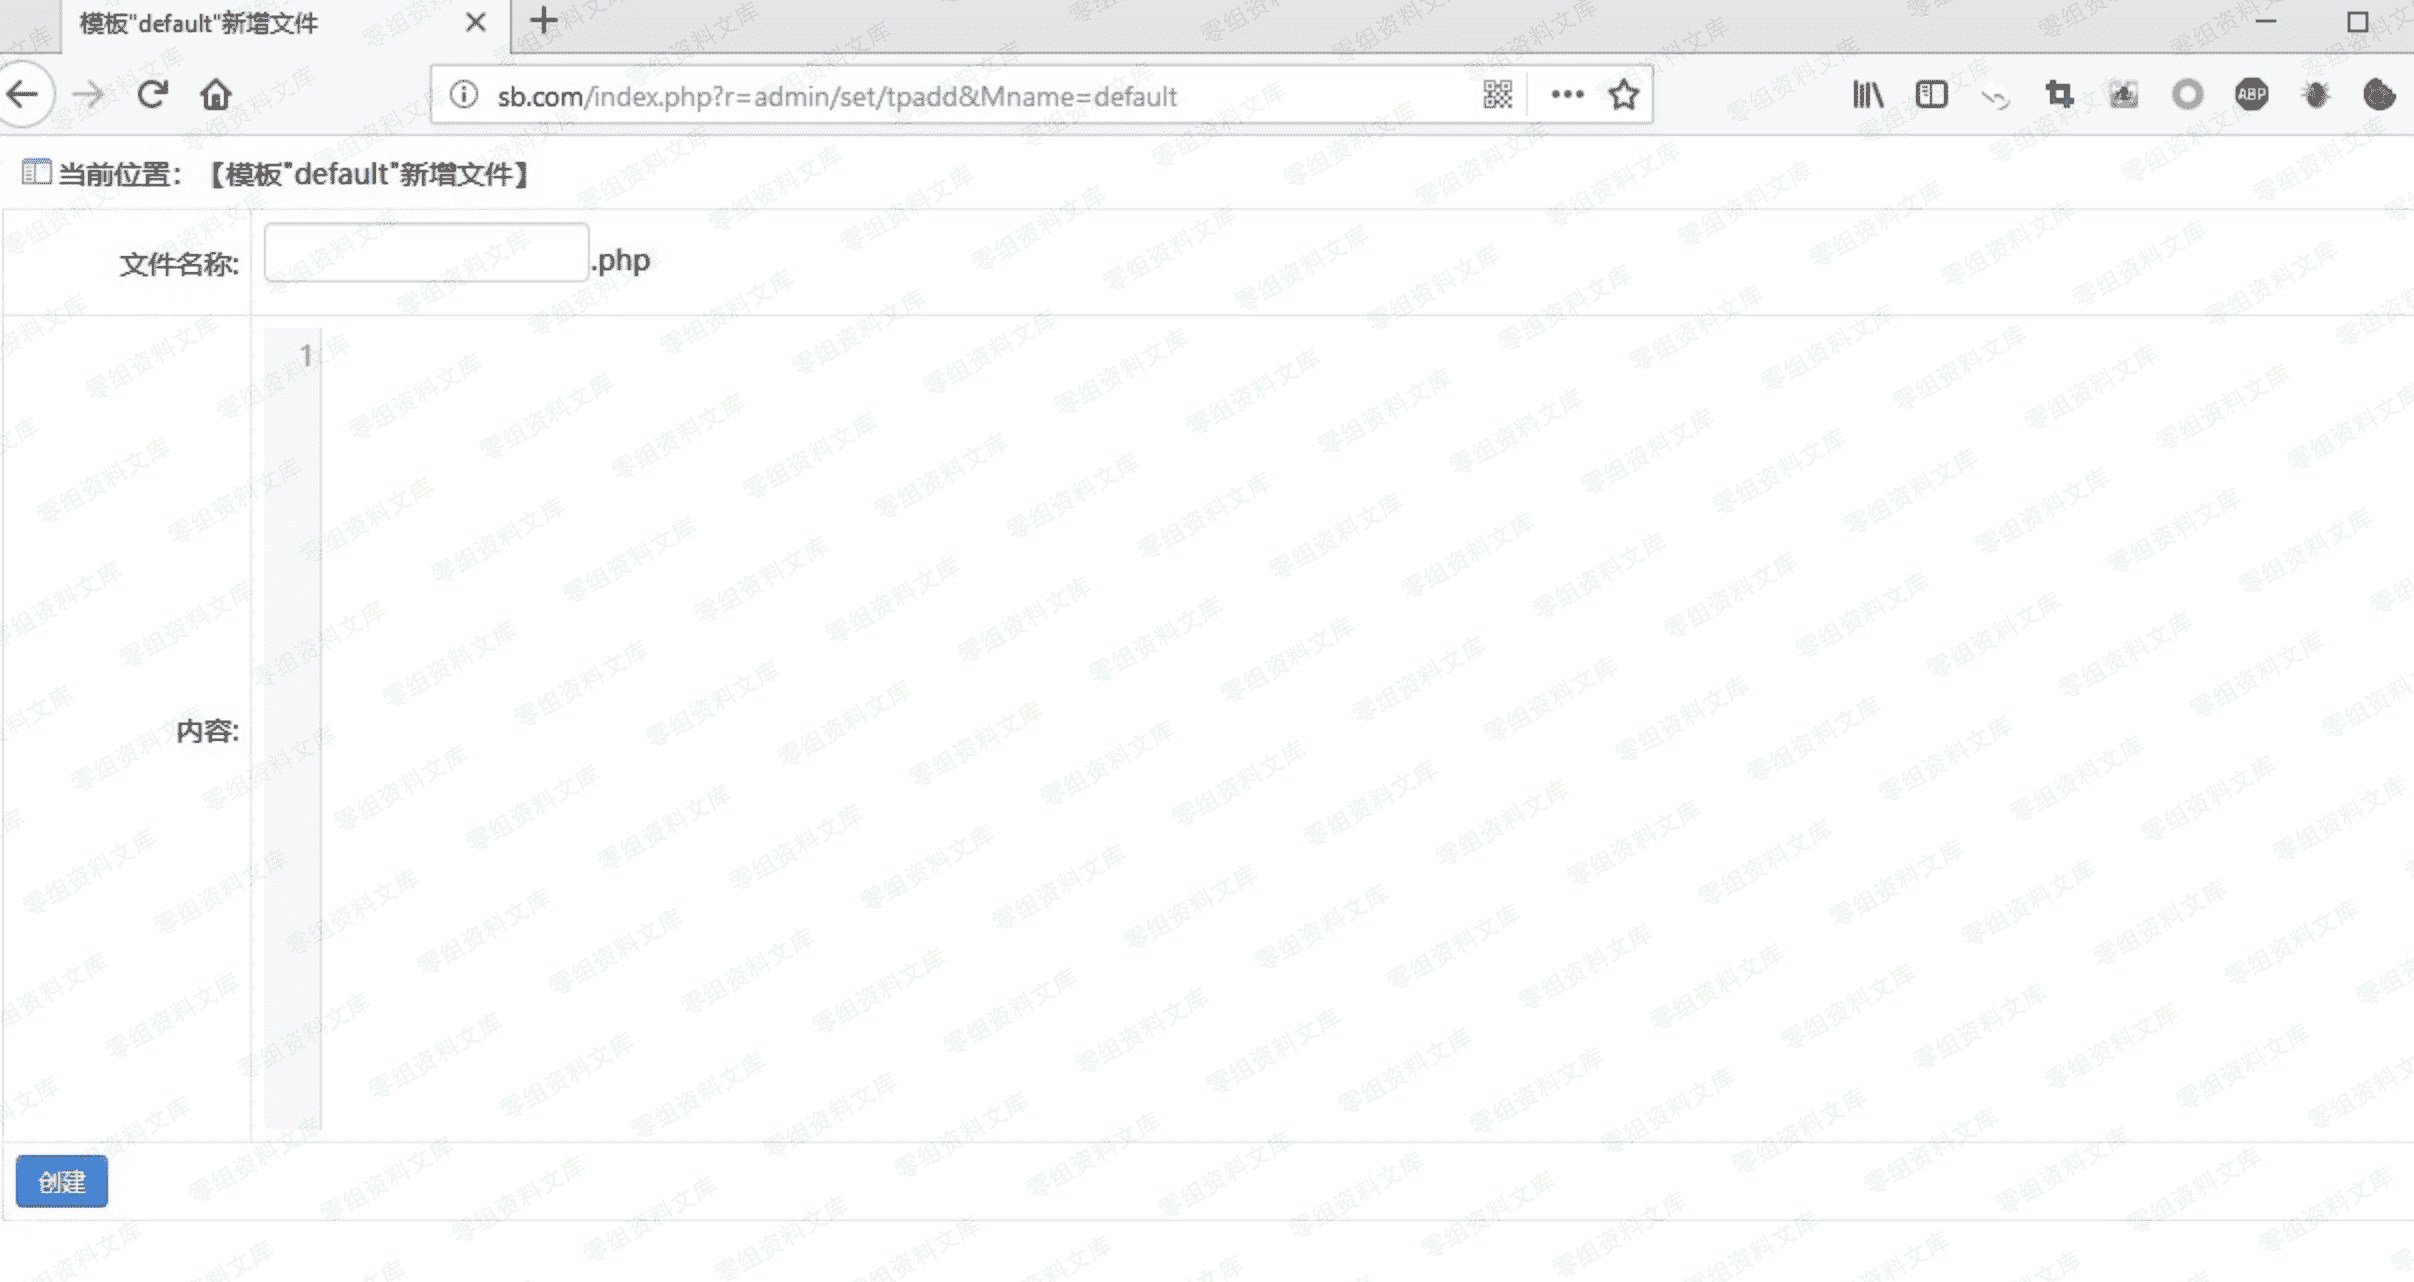 模板"default"新增文件
sb.com/index.php?r=admin/set/tpadd&Mname=default
ABP
当前位置：【模板"default"新增文件】
文件名称:
.php
1
内容:
创建
零组资料文库